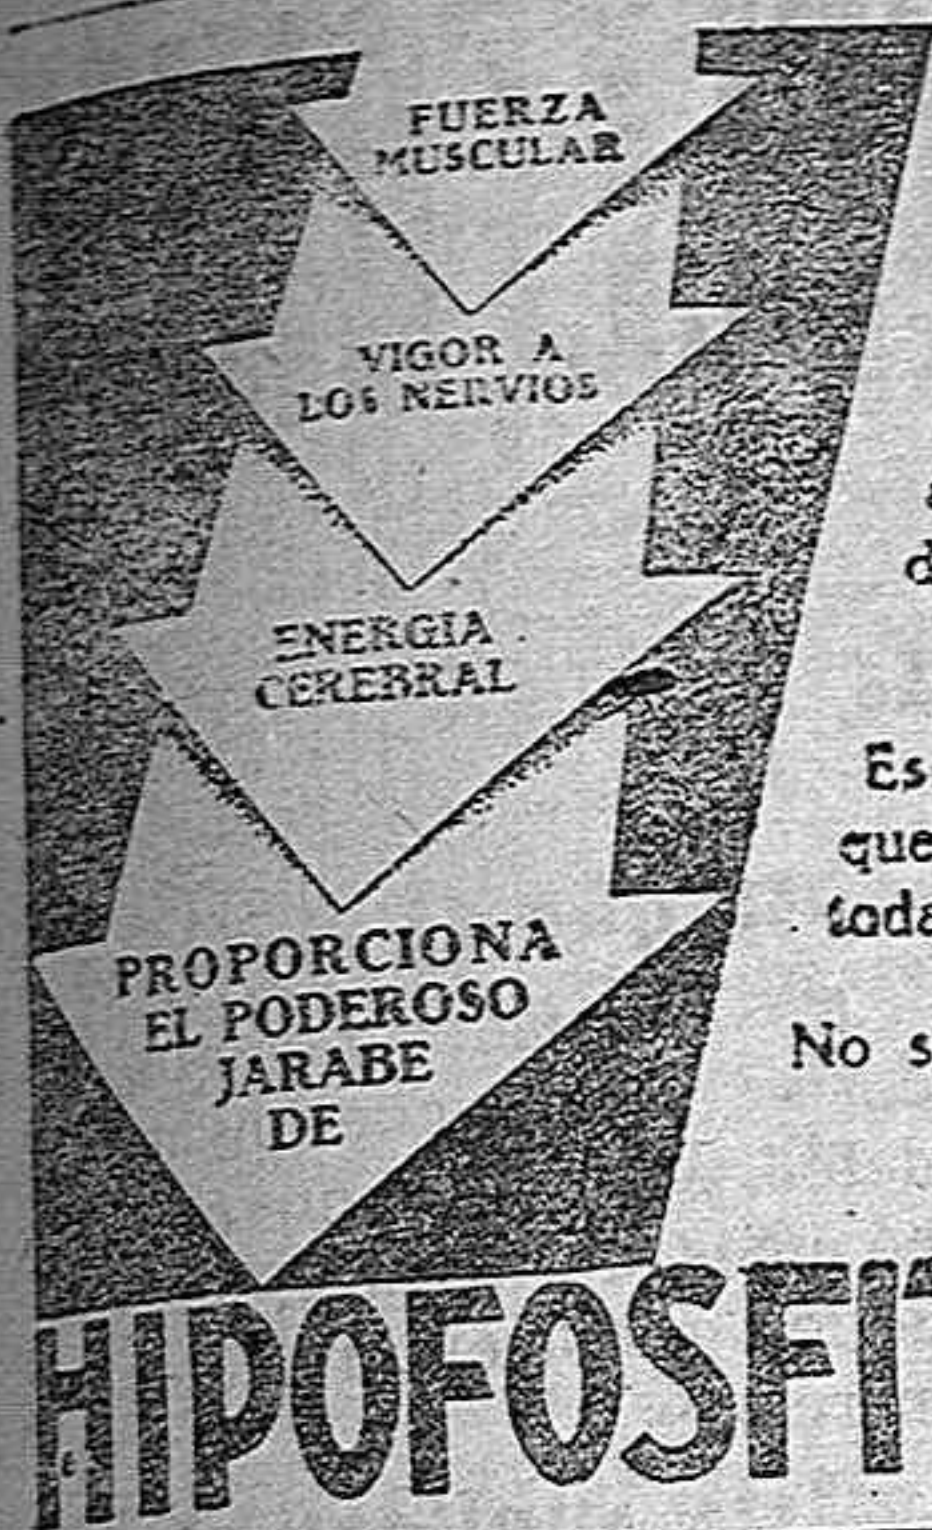 FUERZA
MUSCULAR
VIGOR A
LOS NERVIOS
ENERGIA
CEREBRAL
PROPORCIONA
EL PODEROSO
JARABE
DE
HIPOFOSFI
d
Es
que
toda
No s